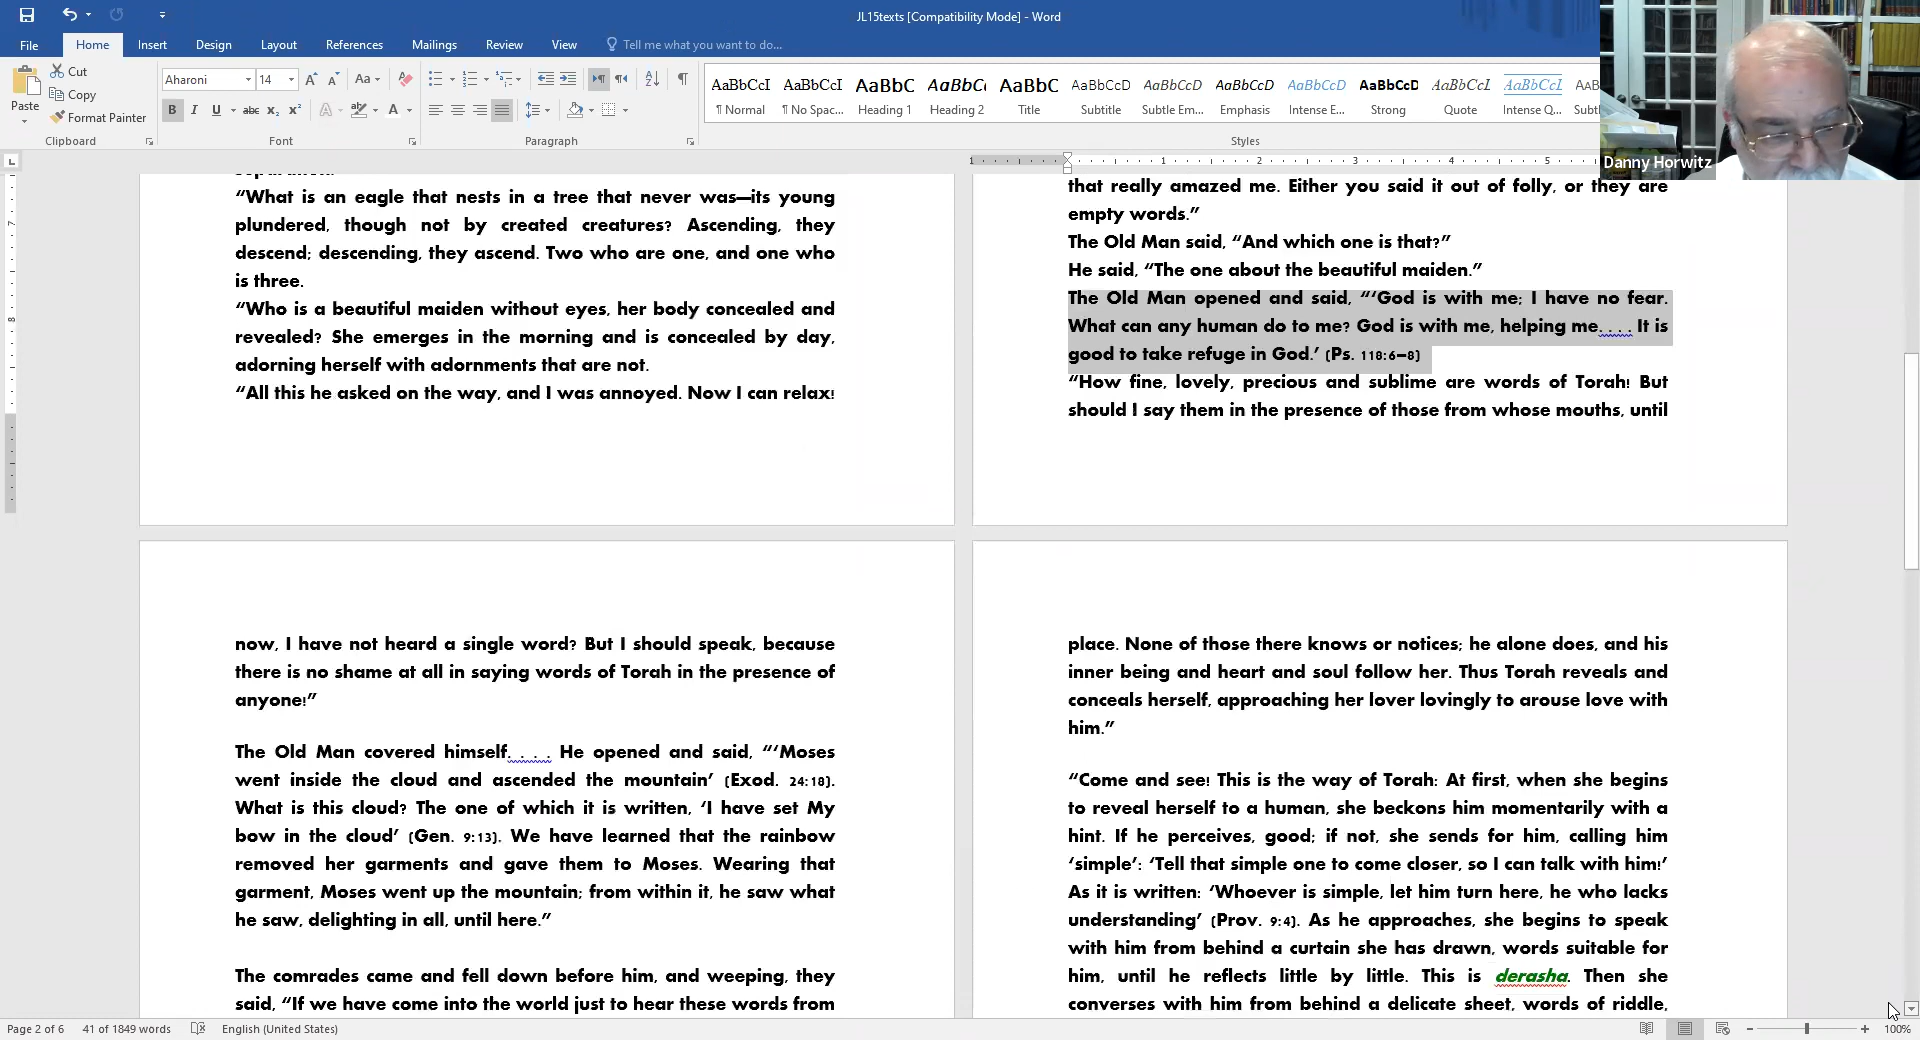 JL15texts [Compatibility Mode] - Word
File Home Insert Design Layout References Mailings Review View Tell me what you want to do...
Paste
Cut
Copy
Format Painter
Clipboard
Aharoni 14
Font
Paragraph
AaBbCcI AaBbCcI AaBbC AaBbC AaBbC AaBbCcD AaBbCcD AaBbCcD AaBbCcD AaBbCcD AaBbCcI AaBbCcI
¶ Normal ¶ No Spac... Heading 1 Heading 2 Title Subtitle Subtle Em... Emphasis Intense E... Strong Quote Intense Q...
Styles
Danny Horwitz
“What is an eagle that nests in a tree that never was—its young
plundered, though not by created creatures? Ascending, they
descend; descending, they ascend. Two who are one, and one who
is three.
“Who is a beautiful maiden without eyes, her body concealed and
revealed? She emerges in the morning and is concealed by day,
adorning herself with adornments that are not.
“All this he asked on the way, and I was annoyed. Now I can relax!
that really amazed me. Either you said it out of folly, or they are
empty words.”
The Old Man said, “And which one is that?”
He said, “The one about the beautiful maiden.”
The Old Man opened and said, “‘God is with me; I have no fear.
What can any human do to me? God is with me, helping me. . . . It is
good to take refuge in God.’ (Ps. 118:6–8)
“How fine, lovely, precious and sublime are words of Torah! But
should I say them in the presence of those from whose mouths, until
now, I have not heard a single word? But I should speak, because
there is no shame at all in saying words of Torah in the presence of
anyone!”
The Old Man covered himself. . . . He opened and said, “‘Moses
went inside the cloud and ascended the mountain’ (Exod. 24:18).
What is this cloud? The one of which it is written, ‘I have set My
bow in the cloud’ (Gen. 9:13). We have learned that the rainbow
removed her garments and gave them to Moses. Wearing that
garment, Moses went up the mountain; from within it, he saw what
he saw, delighting in all, until here.”
The comrades came and fell down before him, and weeping, they
said, “If we have come into the world just to hear these words from
place. None of those there knows or notices; he alone does, and his
inner being and heart and soul follow her. Thus Torah reveals and
conceals herself, approaching her lover lovingly to arouse love with
him.”
“Come and see! This is the way of Torah: At first, when she begins
to reveal herself to a human, she beckons him momentarily with a
hint. If he perceives, good; if not, she sends for him, calling him
‘simple’: ‘Tell that simple one to come closer, so I can talk with him!’
As it is written: ‘Whoever is simple, let him turn here, he who lacks
understanding’ (Prov. 9:4). As he approaches, she begins to speak
with him from behind a curtain she has drawn, words suitable for
him, until he reflects little by little. This is derasha. Then she
converses with him from behind a delicate sheet, words of riddle,
Page 2 of 6 41 of 1849 words English (United States) 100%